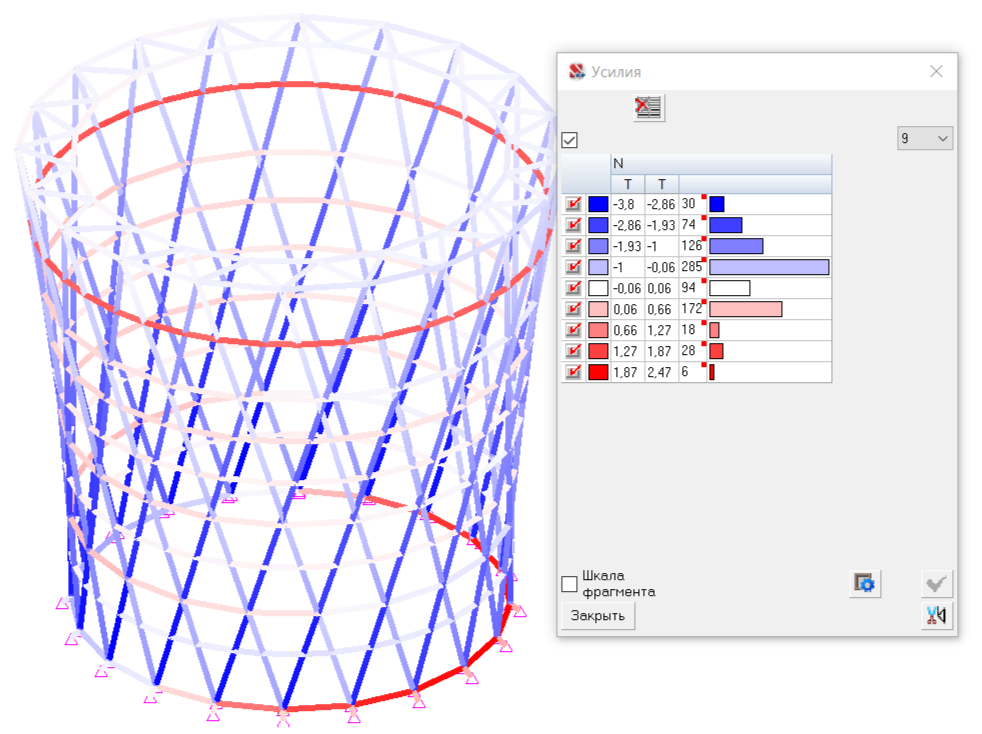 Усилия
9
N
T T
-3,8 -2,86 30
-2,86 -1,93 74
-1,93 -1 126
-1 -0,06 285
-0,06 0,06 94
0,06 0,66 172
0,66 1,27 18
1,27 1,87 28
1,87 2,47 6
Шкала
фрагмента
Закрыть